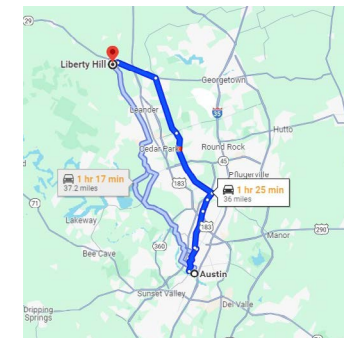 29
Liberty Hill
Georgetown
35
Leander
Hutto
Cedar Park
Round Rock
45
Pflugerville
183
1 hr 17 min
37.2 miles
1 hr 25 min
36 miles
71
Lakeway
Manor
290
360
Bee Cave
183
Austin
Sunset Valley
Del Valle
Dripping
Springs